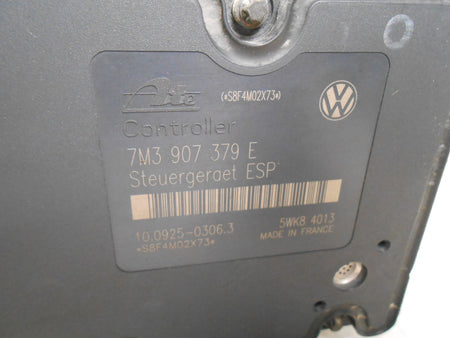 Ate (*S8F4M02X73*)
Controller
7M3 907 379 E
Steuergeraet ESP
10.0925-0306.3 5WK8 4013
*S8F4M02X73* MADE IN FRANCE